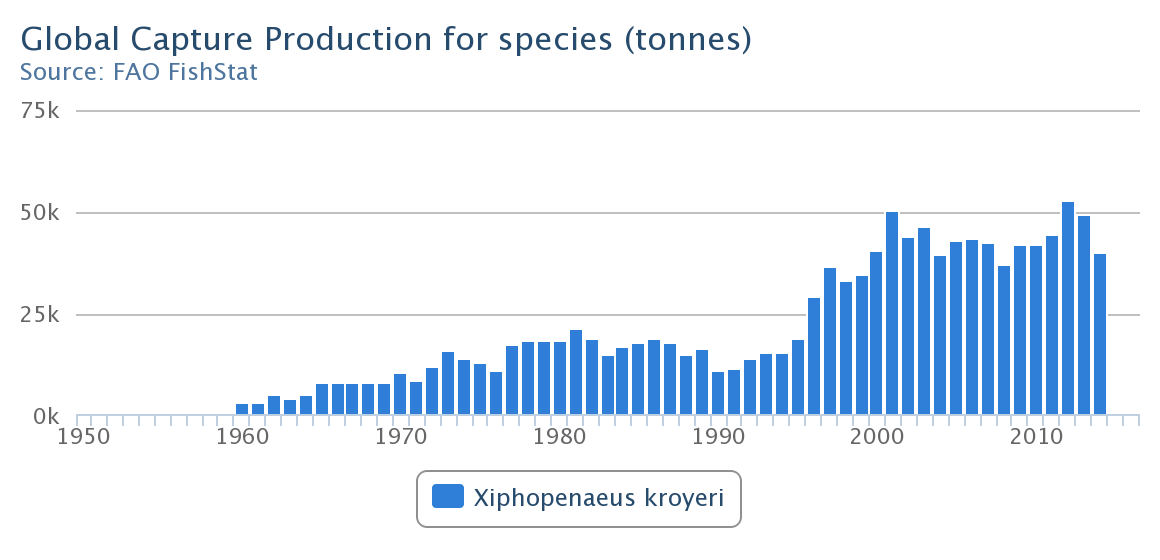 Global Capture Production for species (tonnes)
Source: FAO FishStat
75k
50k
25k
0k
1950 1960 1970 1980 1990 2000 2010
Xiphopenaeus kroyeri